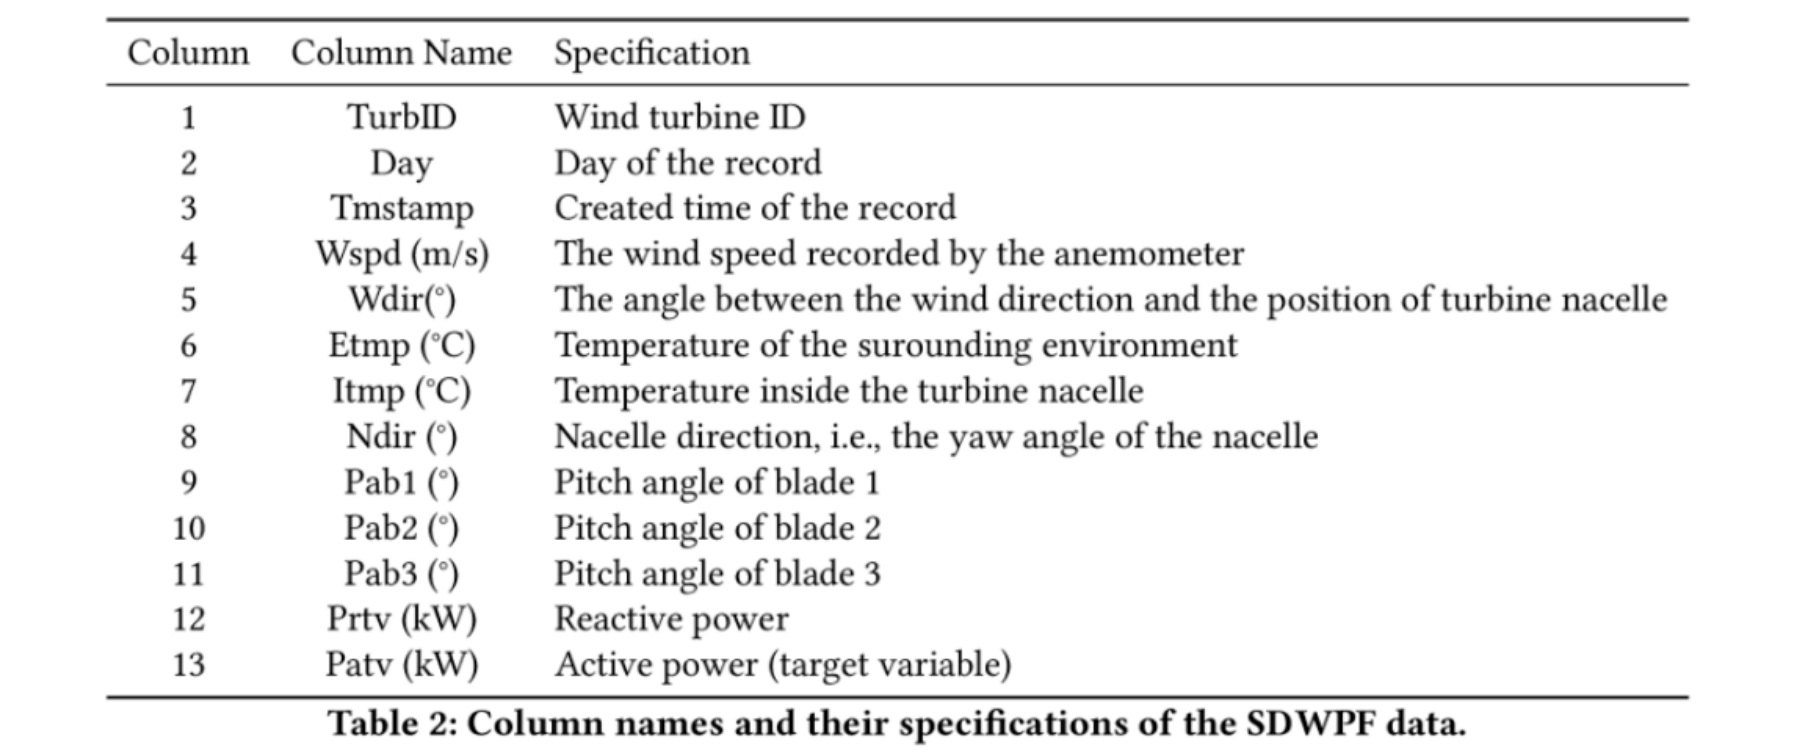 Column Column Name Specification
1 TurbID Wind turbine ID
2 Day Day of the record
3 Tmstamp Created time of the record
4 Wspd (m/s) The wind speed recorded by the anemometer
5 Wdir(°) The angle between the wind direction and the position of turbine nacelle
6 Etmp (°C) Temperature of the surounding environment
7 Itmp (°C) Temperature inside the turbine nacelle
8 Ndir (°) Nacelle direction, i.e., the yaw angle of the nacelle
9 Pab1 (°) Pitch angle of blade 1
10 Pab2 (°) Pitch angle of blade 2
11 Pab3 (°) Pitch angle of blade 3
12 Prtv (kW) Reactive power
13 Patv (kW) Active power (target variable)
Table 2: Column names and their specifications of the SDWPF data.